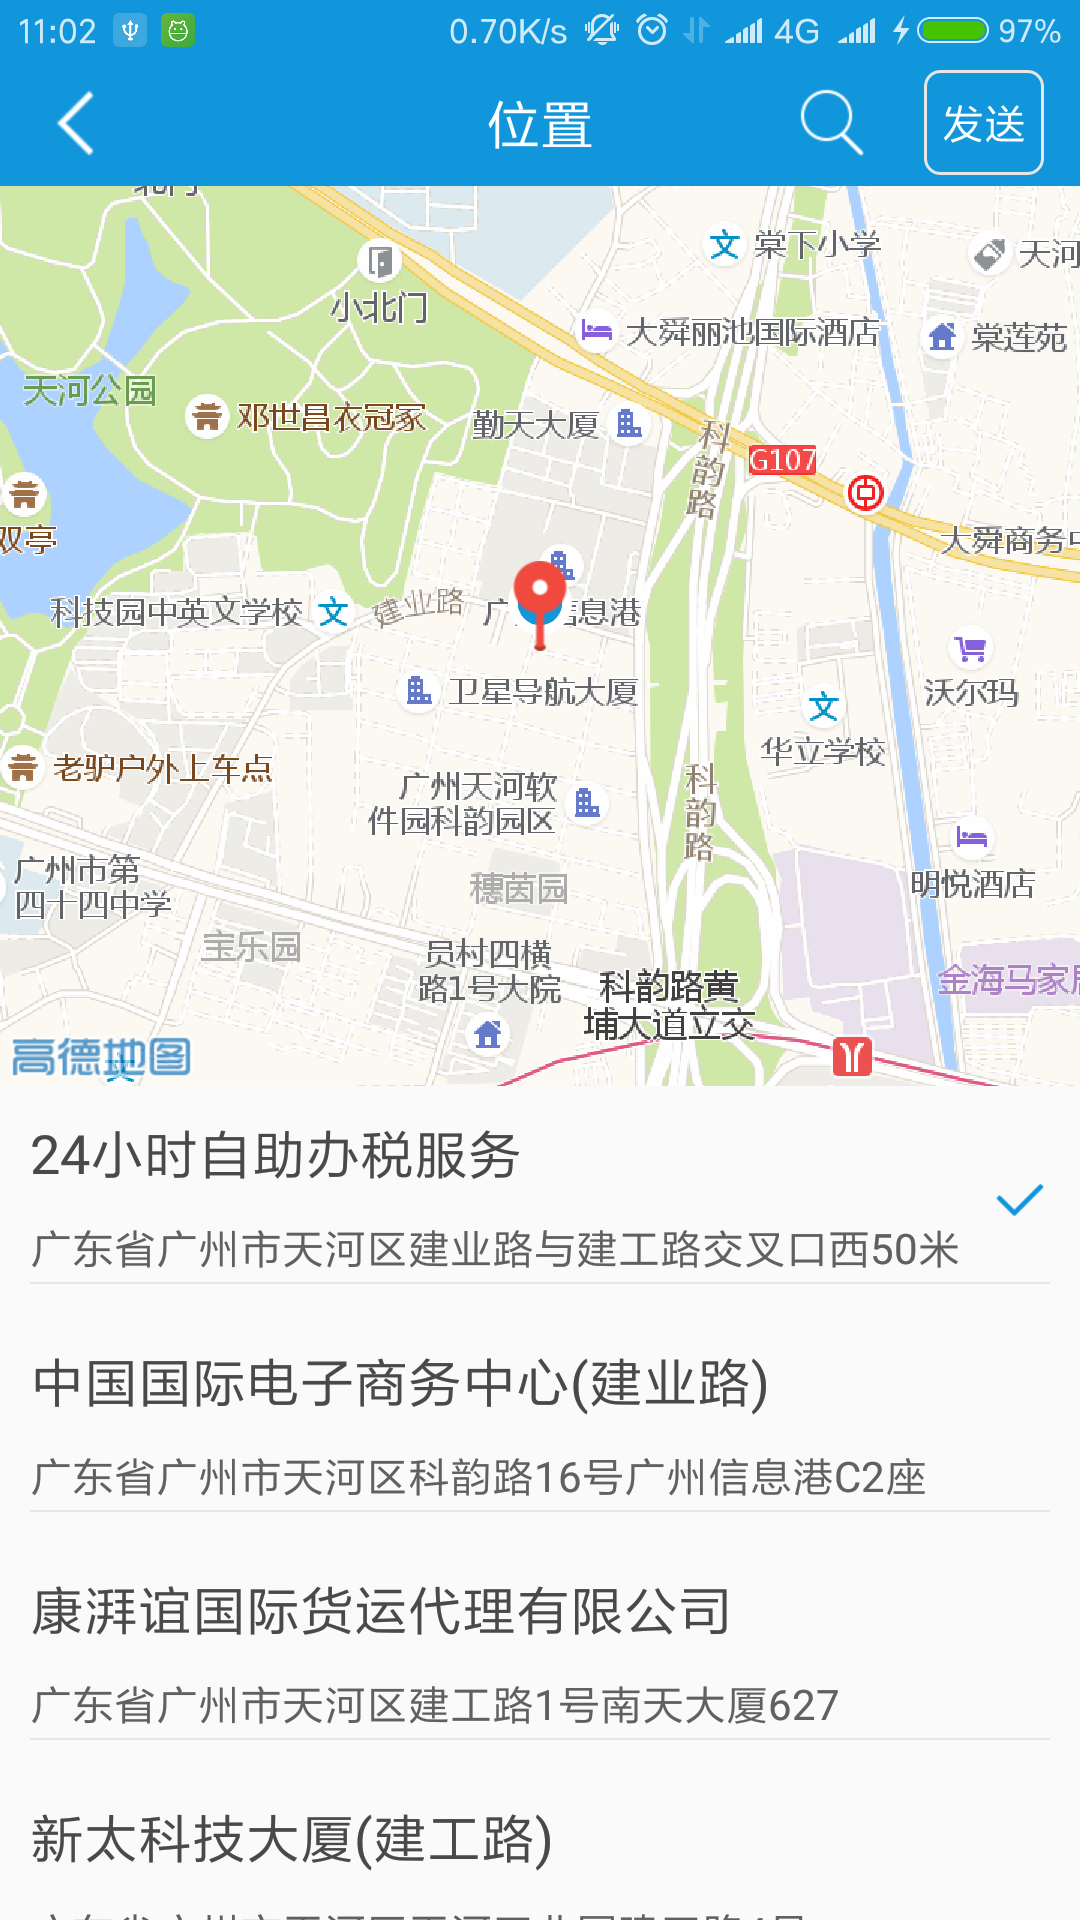 11:02
0.70K/s
4G
97%
位置
发送
北门
棠下小学
天河
小北门
大舜丽池国际酒店
棠莲苑
天河公园
邓世昌衣冠冢
勤天大厦
科韵路
G107
双亭
大舜商务中
科技园中英文学校
建业路
广
信息港
沃尔玛
卫星导航大厦
华立学校
老驴户外上车点
广州天河软
件园科韵园区
科韵路
广州市第
四十四中学
穗茵园
明悦酒店
宝乐园
员村四横
路1号大院
科韵路黄
埔大道立交
金海马家居
高德地图
24小时自助办税服务
广东省广州市天河区建业路与建工路交叉口西50米
中国国际电子商务中心(建业路)
广东省广州市天河区科韵路16号广州信息港C2座
康湃谊国际货运代理有限公司
广东省广州市天河区建工路1号南天大厦627
新太科技大厦(建工路)